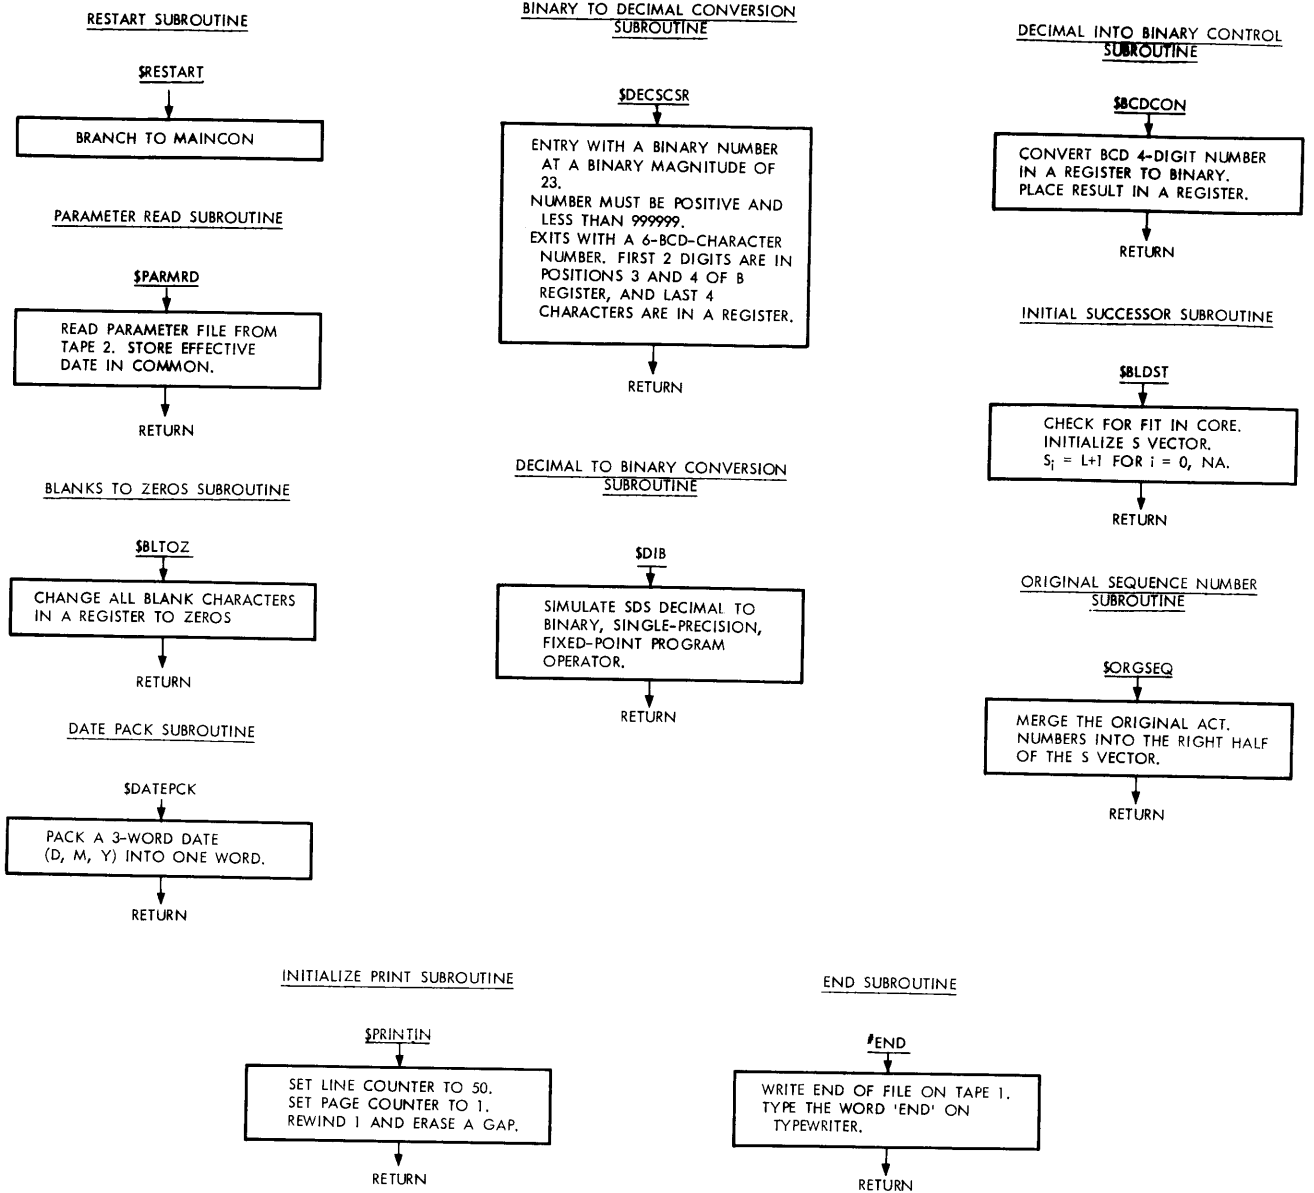 RESTART SUBROUTINE
$RESTART
BRANCH TO MAINCON
PARAMETER READ SUBROUTINE
$PARMRD
READ PARAMETER FILE FROM
TAPE 2. STORE EFFECTIVE
DATE IN COMMON.
RETURN
BLANKS TO ZEROS SUBROUTINE
$BLTOZ
CHANGE ALL BLANK CHARACTERS
IN A REGISTER TO ZEROS
RETURN
DATE PACK SUBROUTINE
$DATEPCK
PACK A 3-WORD DATE
(D, M, Y) INTO ONE WORD.
RETURN
BINARY TO DECIMAL CONVERSION
SUBROUTINE
$DECSCSR
ENTRY WITH A BINARY NUMBER
AT A BINARY MAGNITUDE OF
23.
NUMBER MUST BE POSITIVE AND
LESS THAN 999999.
EXITS WITH A 6-BCD-CHARACTER
NUMBER. FIRST 2 DIGITS ARE IN
POSITIONS 3 AND 4 OF B
REGISTER, AND LAST 4
CHARACTERS ARE IN A REGISTER.
RETURN
DECIMAL TO BINARY CONVERSION
SUBROUTINE
$DIB
SIMULATE SDS DECIMAL TO
BINARY, SINGLE-PRECISION,
FIXED-POINT PROGRAM
OPERATOR.
RETURN
DECIMAL INTO BINARY CONTROL
SUBROUTINE
$BCDCON
CONVERT BCD 4-DIGIT NUMBER
IN A REGISTER TO BINARY.
PLACE RESULT IN A REGISTER.
RETURN
INITIAL SUCCESSOR SUBROUTINE
$BLDST
CHECK FOR FIT IN CORE.
INITIALIZE S VECTOR.
Si = L+1 FOR i = 0, NA.
RETURN
ORIGINAL SEQUENCE NUMBER
SUBROUTINE
$ORGSEQ
MERGE THE ORIGINAL ACT.
NUMBERS INTO THE RIGHT HALF
OF THE S VECTOR.
RETURN
INITIALIZE PRINT SUBROUTINE
$PRINTIN
SET LINE COUNTER TO 50.
SET PAGE COUNTER TO 1.
REWIND 1 AND ERASE A GAP.
RETURN
END SUBROUTINE
END
WRITE END OF FILE ON TAPE 1.
TYPE THE WORD 'END' ON
TYPEWRITER.
RETURN